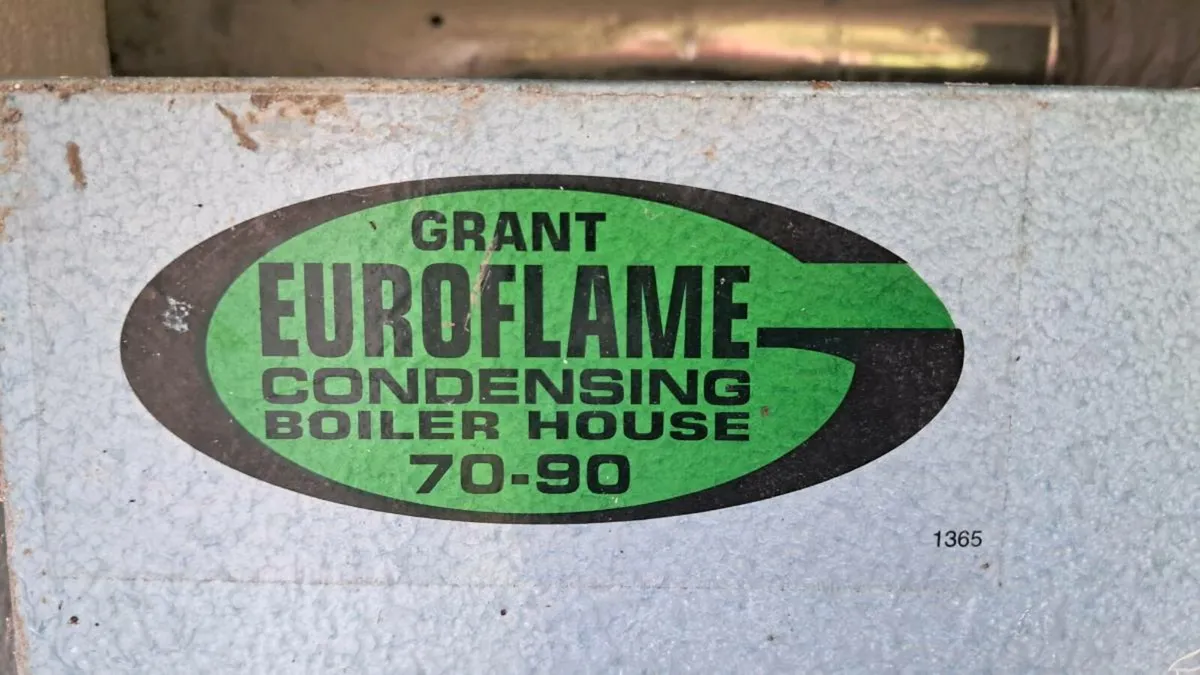 GRANT
EUROFLAME
CONDENSING
BOILER HOUSE
70-90
1365